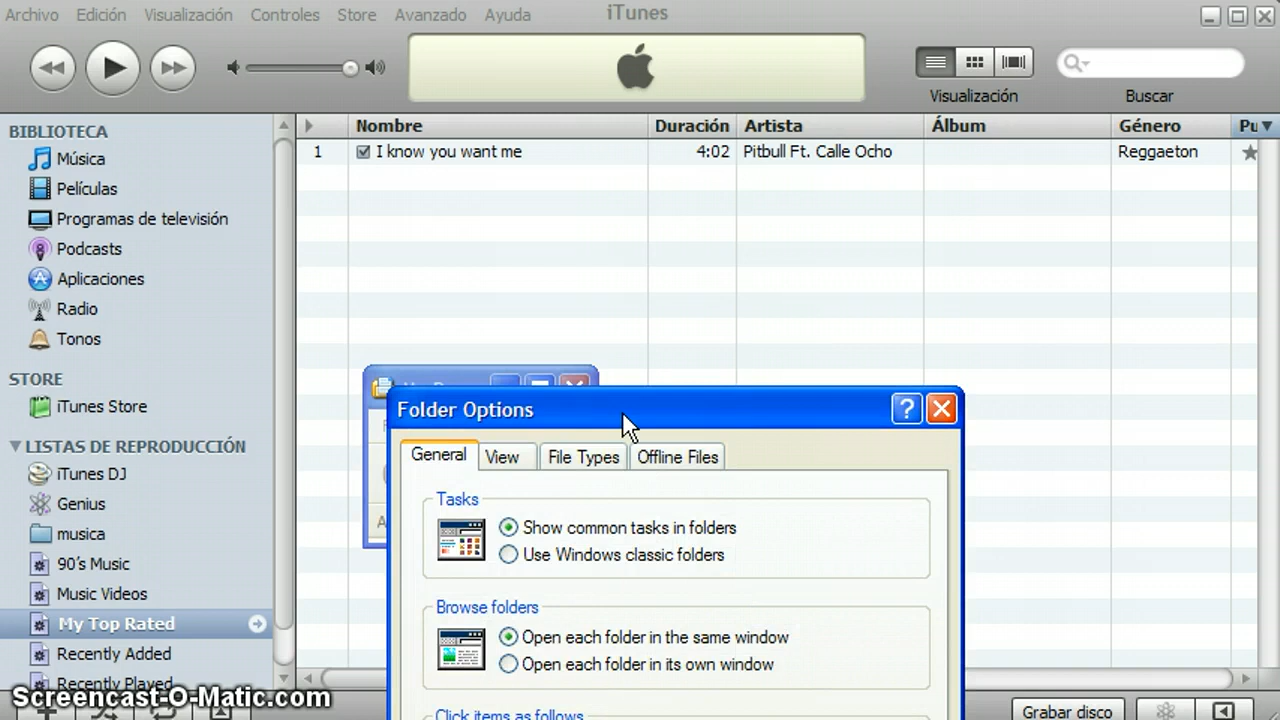 Archivo Edición Visualización Controles Store Avanzado Ayuda iTunes
Visualización Buscar
BIBLIOTECA
Música
Películas
Programas de televisión
Podcasts
Aplicaciones
Radio
Tonos
STORE
iTunes Store
LISTAS DE REPRODUCCIÓN
iTunes DJ
Genius
musica
90's Music
Music Videos
My Top Rated
Recently Added
Recently Played
Nombre Duración Artista Álbum Género Pu
1 I know you want me 4:02 Pitbull Ft. Calle Ocho Reggaeton
Folder Options
General View File Types Offline Files
Tasks
Show common tasks in folders
Use Windows classic folders
Browse folders
Open each folder in the same window
Open each folder in its own window
Click items as follows
Grabar disco
Screencast-O-Matic.com